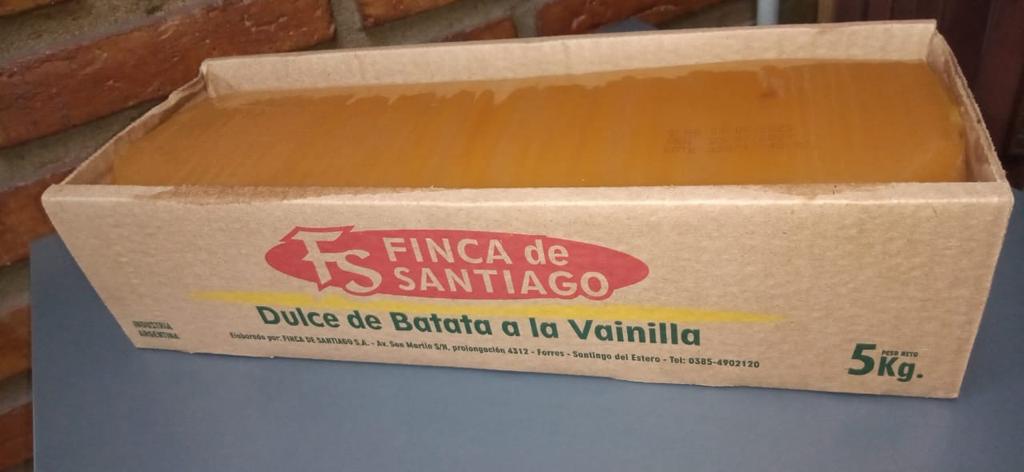 FS FINCA de
SANTIAGO
Dulce de Batata a la Vainilla
INDUSTRIA
ARGENTINA
Elaborado por: FINCA DE SANTIAGO S.A. - Av. San Martín S/N. prolongación 4312 - Forres - Santiago del Estero - Tel: 0385-4902120
PESO NETO
5Kg.